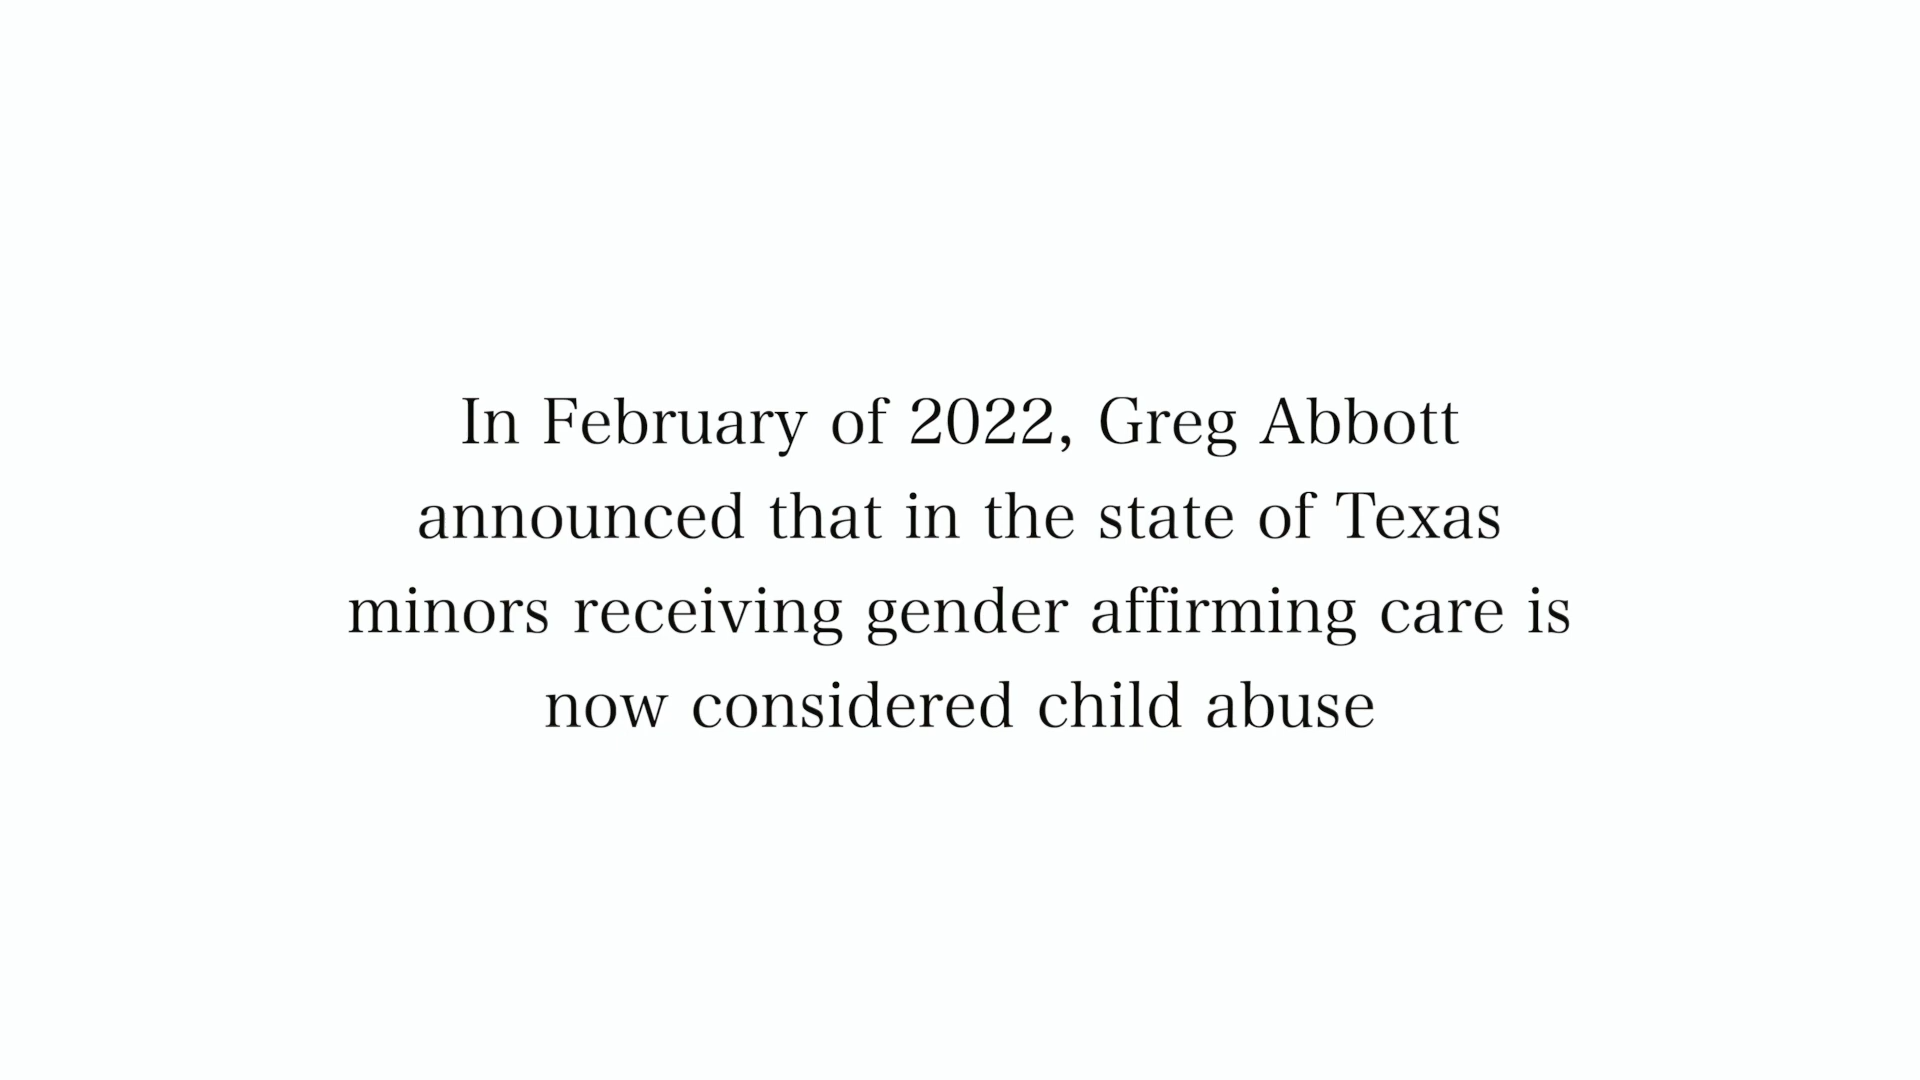 In February of 2022, Greg Abbott
announced that in the state of Texas
minors receiving gender affirming care is
now considered child abuse